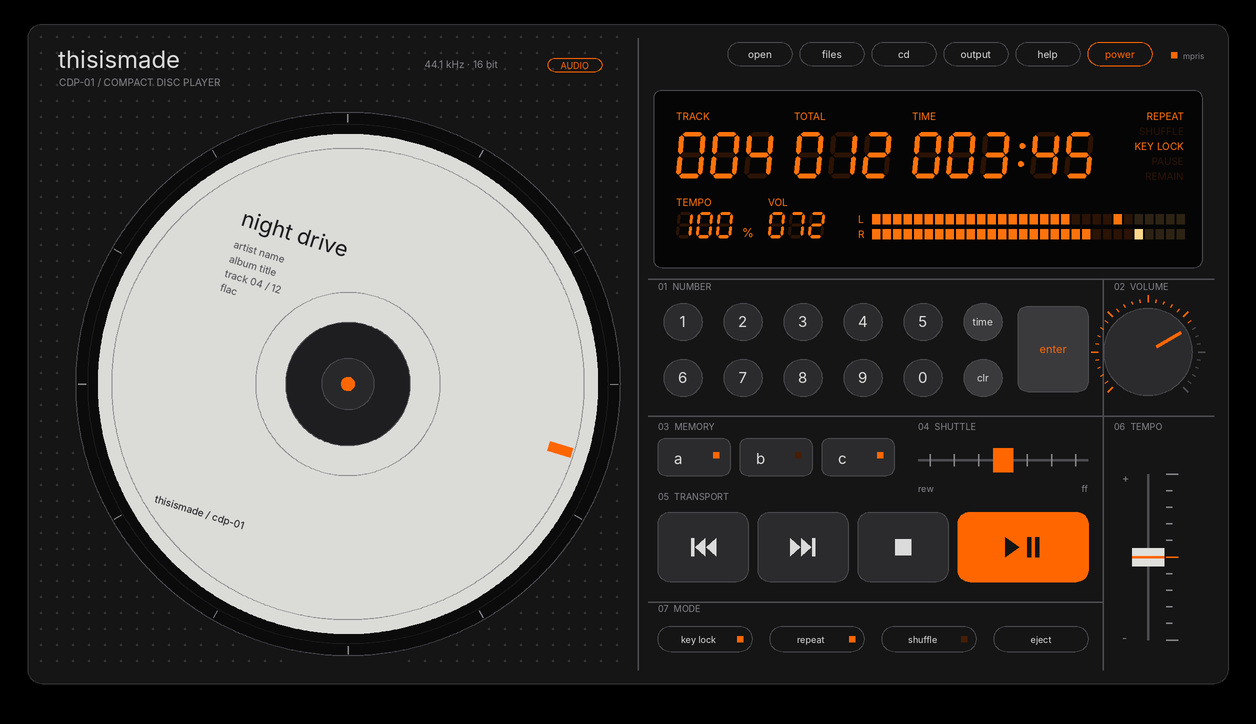 thisismade
CDP-01 / COMPACT DISC PLAYER
44.1 kHz · 16 bit
AUDIO
night drive
artist name
album title
track 04 / 12
flac
thisismade / cdp-01
open files cd output help power mpris
TRACK TOTAL TIME
004 012 003:45
REPEAT
SHUFFLE
KEY LOCK
PAUSE
REMAIN
TEMPO VOL
100 % 072
L
R
01 NUMBER
1 2 3 4 5 time
enter
6 7 8 9 0 clr
02 VOLUME
03 MEMORY
a b c
04 SHUTTLE
rew ff
05 TRANSPORT
06 TEMPO
+
-
07 MODE
key lock repeat shuffle eject